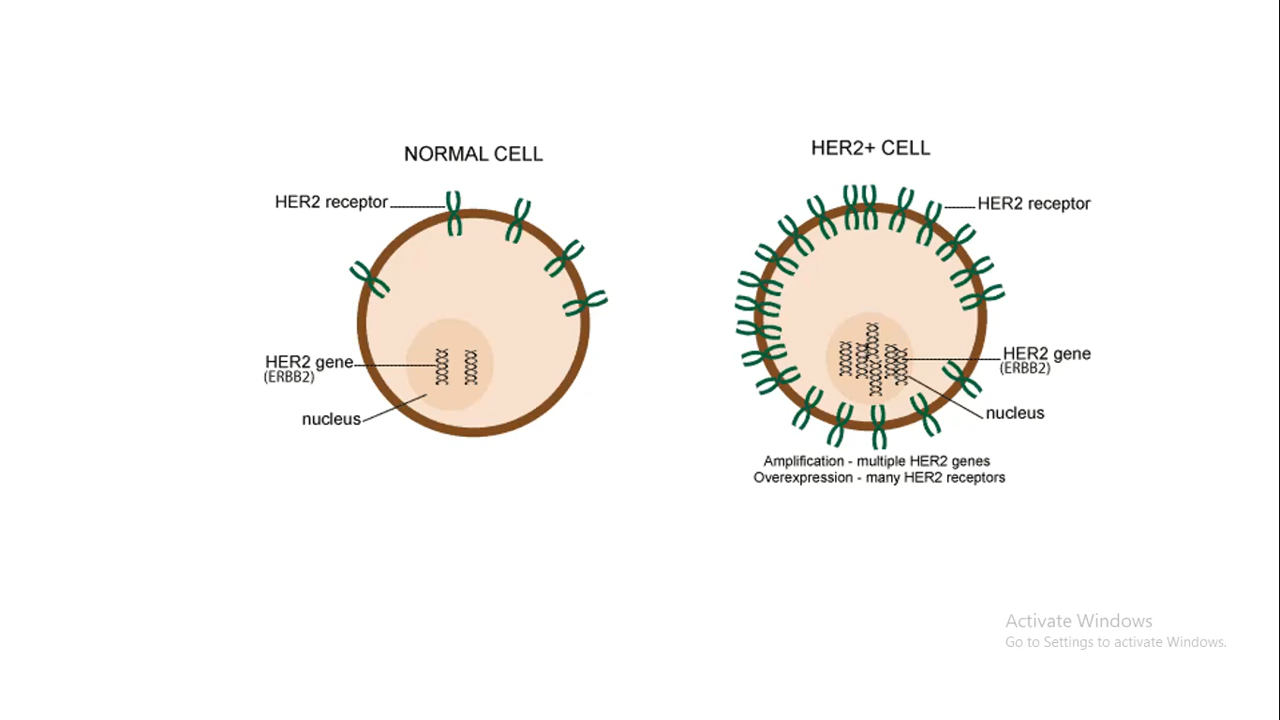 NORMAL CELL
HER2 receptor
HER2 gene
(ERBB2)
nucleus
HER2+ CELL
HER2 receptor
HER2 gene
(ERBB2)
nucleus
Amplification - multiple HER2 genes
Overexpression - many HER2 receptors
Activate Windows
Go to Settings to activate Windows.